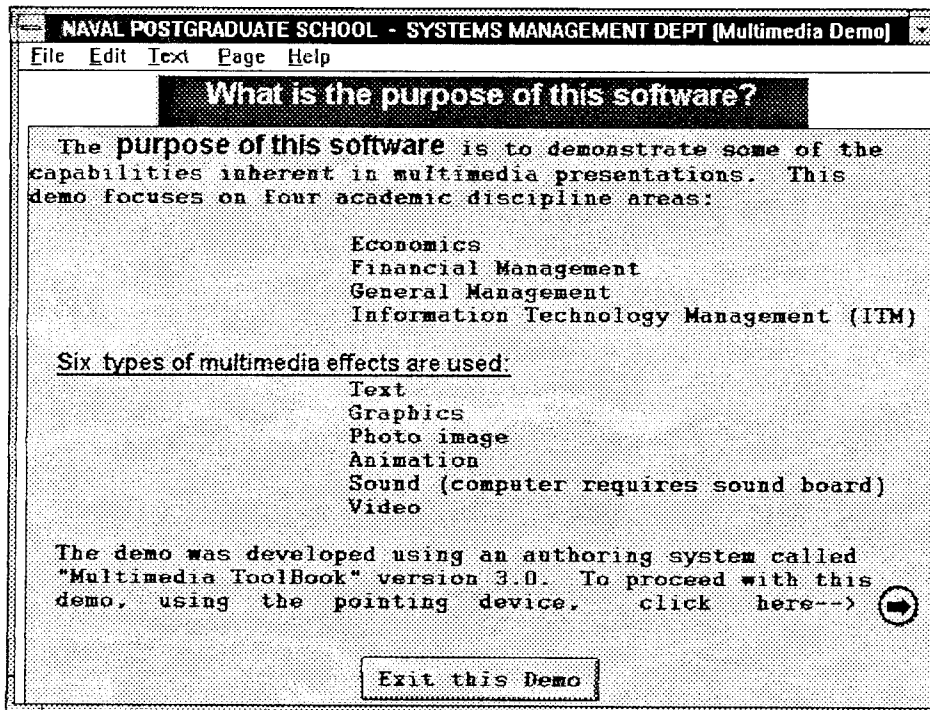 NAVAL POSTGRADUATE SCHOOL - SYSTEMS MANAGEMENT DEPT (Multimedia Demo)
File Edit Text Page Help
What is the purpose of this software?
The purpose of this software is to demonstrate some of the
capabilities inherent in multimedia presentations. This
demo focuses on four academic discipline areas:
Economics
Financial Management
General Management
Information Technology Management (ITM)
Six types of multimedia effects are used:
Text
Graphics
Photo image
Animation
Sound (computer requires sound board)
Video
The demo was developed using an authoring system called
"Multimedia ToolBook" version 3.0. To proceed with this
demo, using the pointing device, click here-->
Exit this Demo